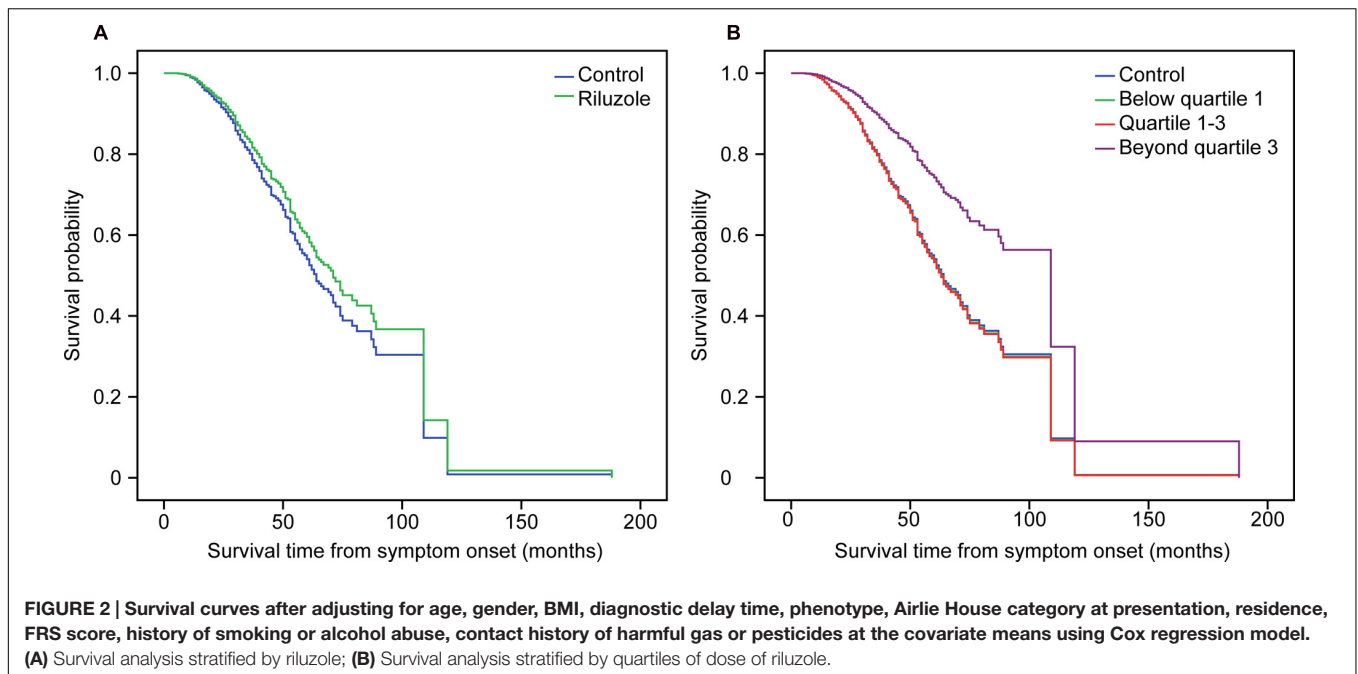 A
1.0
0.8
0.6
0.4
0.2
0
Survival probability
Control
Riluzole
0
50
100
150
200
Survival time from symptom onset (months)
B
1.0
0.8
0.6
0.4
0.2
0
Survival probability
Control
Below quartile 1
Quartile 1-3
Beyond quartile 3
0
50
100
150
200
Survival time from symptom onset (months)
FIGURE 2 | Survival curves after adjusting for age, gender, BMI, diagnostic delay time, phenotype, Airlie House category at presentation, residence,
FRS score, history of smoking or alcohol abuse, contact history of harmful gas or pesticides at the covariate means using Cox regression model.
(A) Survival analysis stratified by riluzole; (B) Survival analysis stratified by quartiles of dose of riluzole.